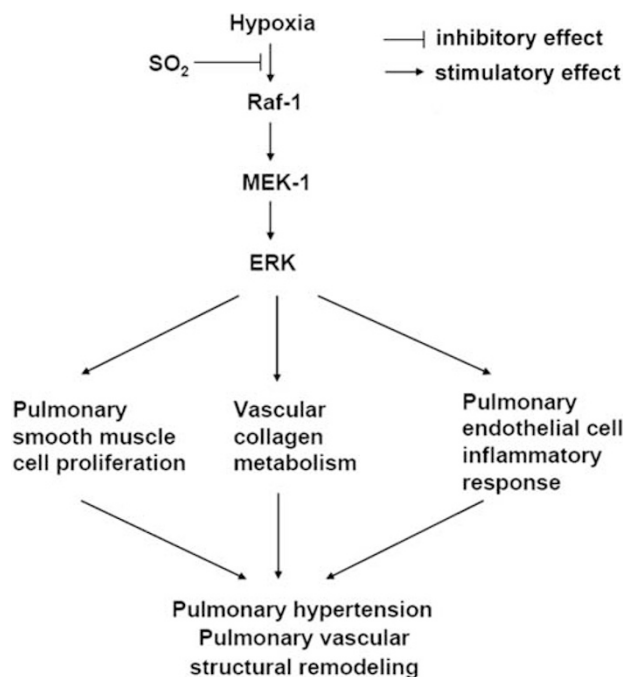 Hypoxia
SO₂
inhibitory effect
stimulatory effect
Raf-1
MEK-1
ERK
Pulmonary
smooth muscle
cell proliferation
Vascular
collagen
metabolism
Pulmonary
endothelial cell
inflammatory
response
Pulmonary hypertension
Pulmonary vascular
structural remodeling